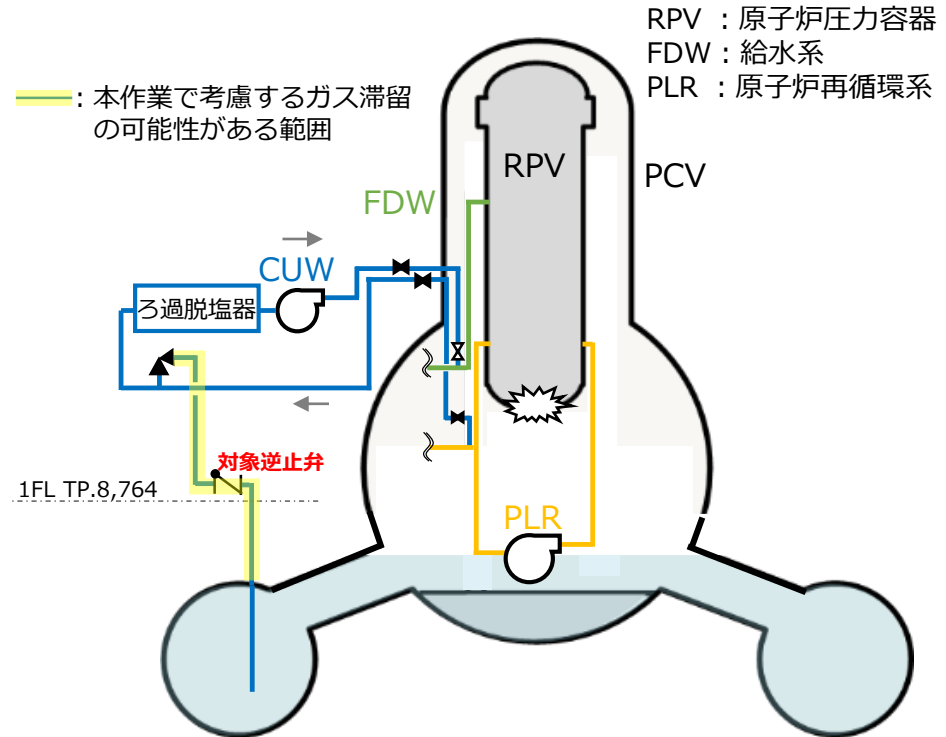 RPV ：原子炉圧力容器
FDW：給水系
PLR ：原子炉再循環系
：本作業で考慮するガス滞留
の可能性がある範囲
RPV
PCV
FDW
CUW
ろ過脱塩器
対象逆止弁
1FL TP.8,764
PLR